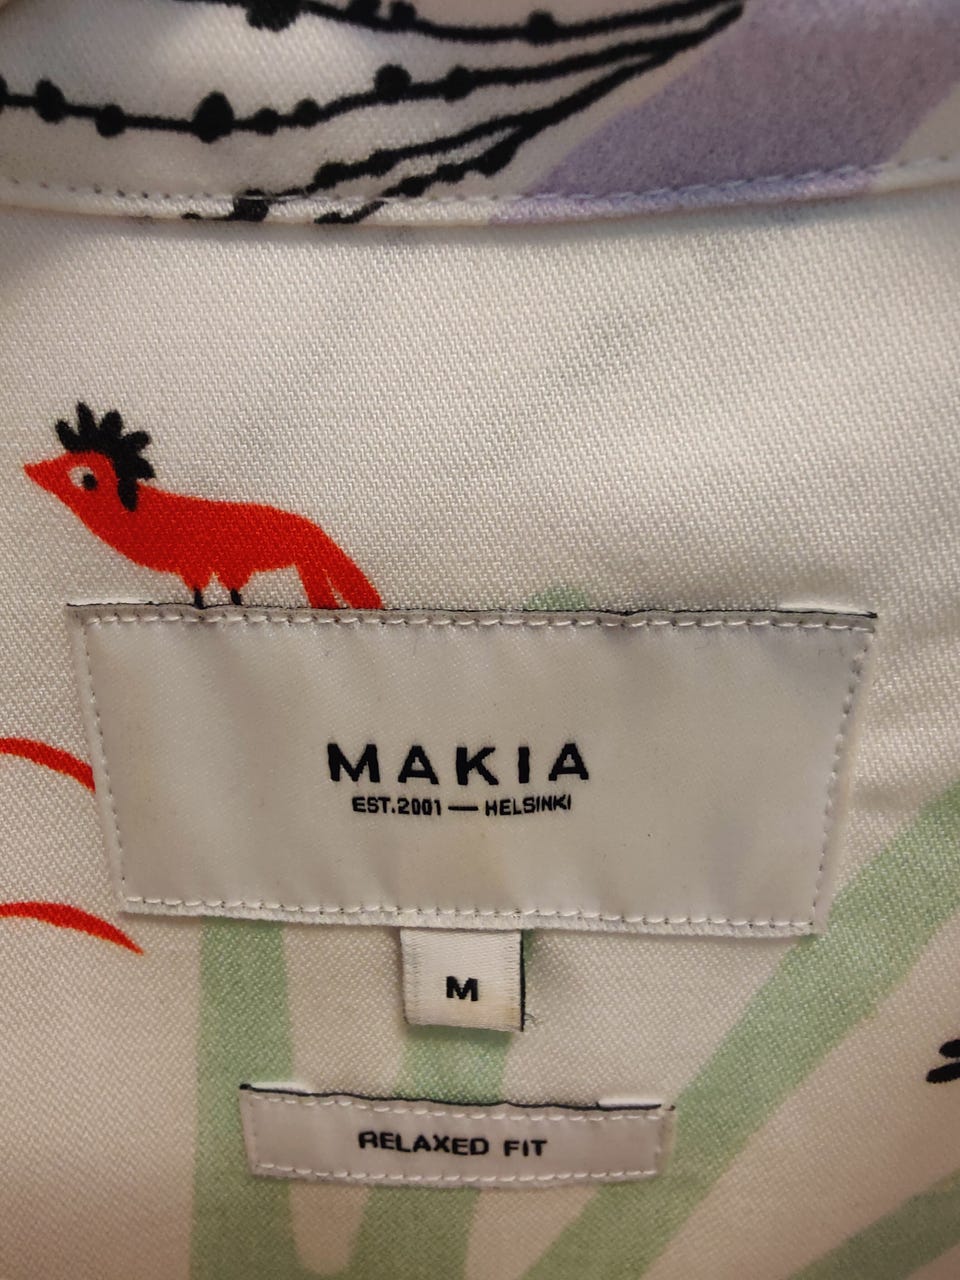 MAKIA
EST.2001 — HELSINKI
M
RELAXED FIT